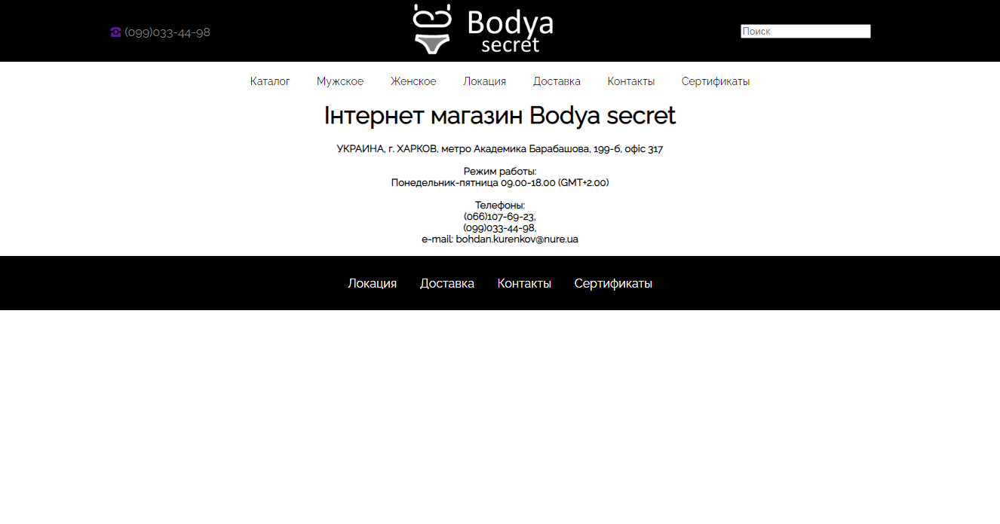 ☎ (099)033-44-98
Bodya
secret
Поиск
Каталог Мужское Женское Локация Доставка Контакты Сертификаты
Інтернет магазин Bodya secret
УКРАИНА, г. ХАРКОВ, метро Академика Барабашова, 199-б, офіс 317
Режим работы:
Понедельник-пятница 09.00-18.00 (GMT+2.00)
Телефоны:
(066)107-69-23,
(099)033-44-98,
e-mail: bohdan.kurenkov@nure.ua
Локация Доставка Контакты Сертификаты